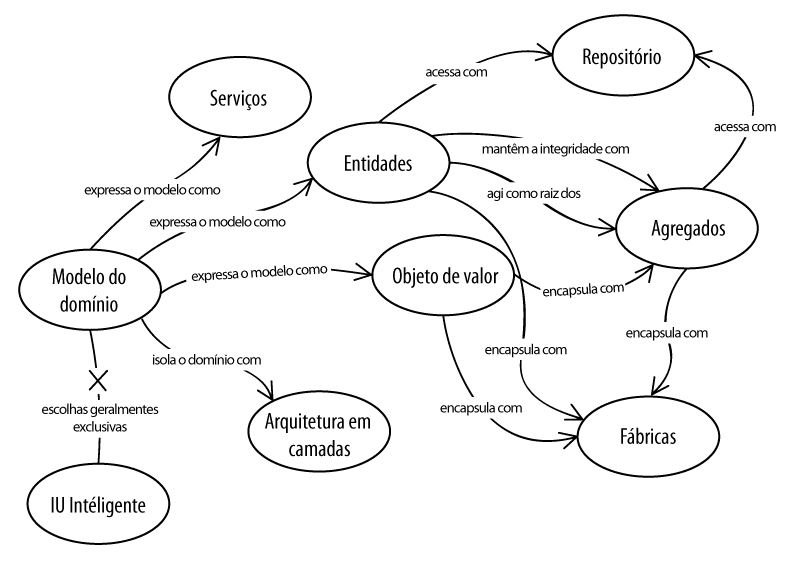 Repositório
Serviços
acessa com
acessa com
mantêm a integridade com
Entidades
expressa o modelo como
agi como raiz dos
expressa o modelo como
Agregados
Modelo do
domínio
expressa o modelo como
Objeto de valor
encapsula com
encapsula com
isola o domínio com
encapsula com
escolhas geralmentes
exclusivas
encapsula com
Arquitetura em
camadas
Fábricas
IU Intéligente